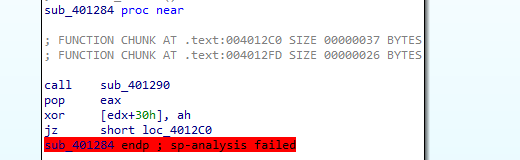 sub_401284 proc near
; FUNCTION CHUNK AT .text:004012C0 SIZE 00000037 BYTES
; FUNCTION CHUNK AT .text:004012FD SIZE 00000026 BYTES
call sub_401290
pop eax
xor [edx+30h], ah
jz short loc_4012C0
sub_401284 endp ; sp-analysis failed